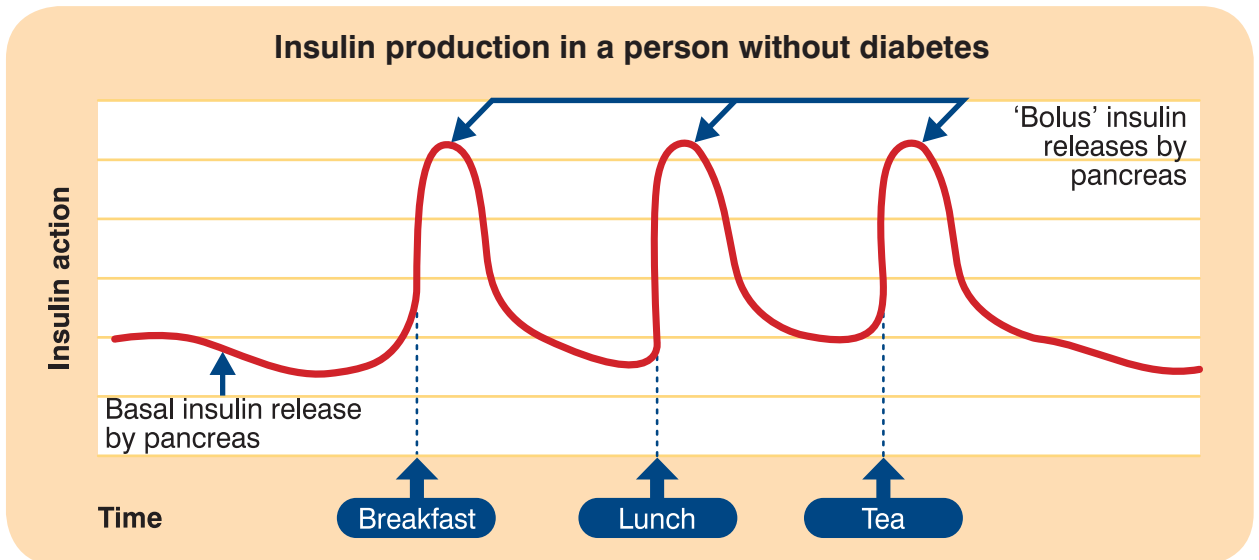 Insulin production in a person without diabetes
‘Bolus’ insulin
releases by
pancreas
Insulin action
Basal insulin release
by pancreas
Time
Breakfast
Lunch
Tea